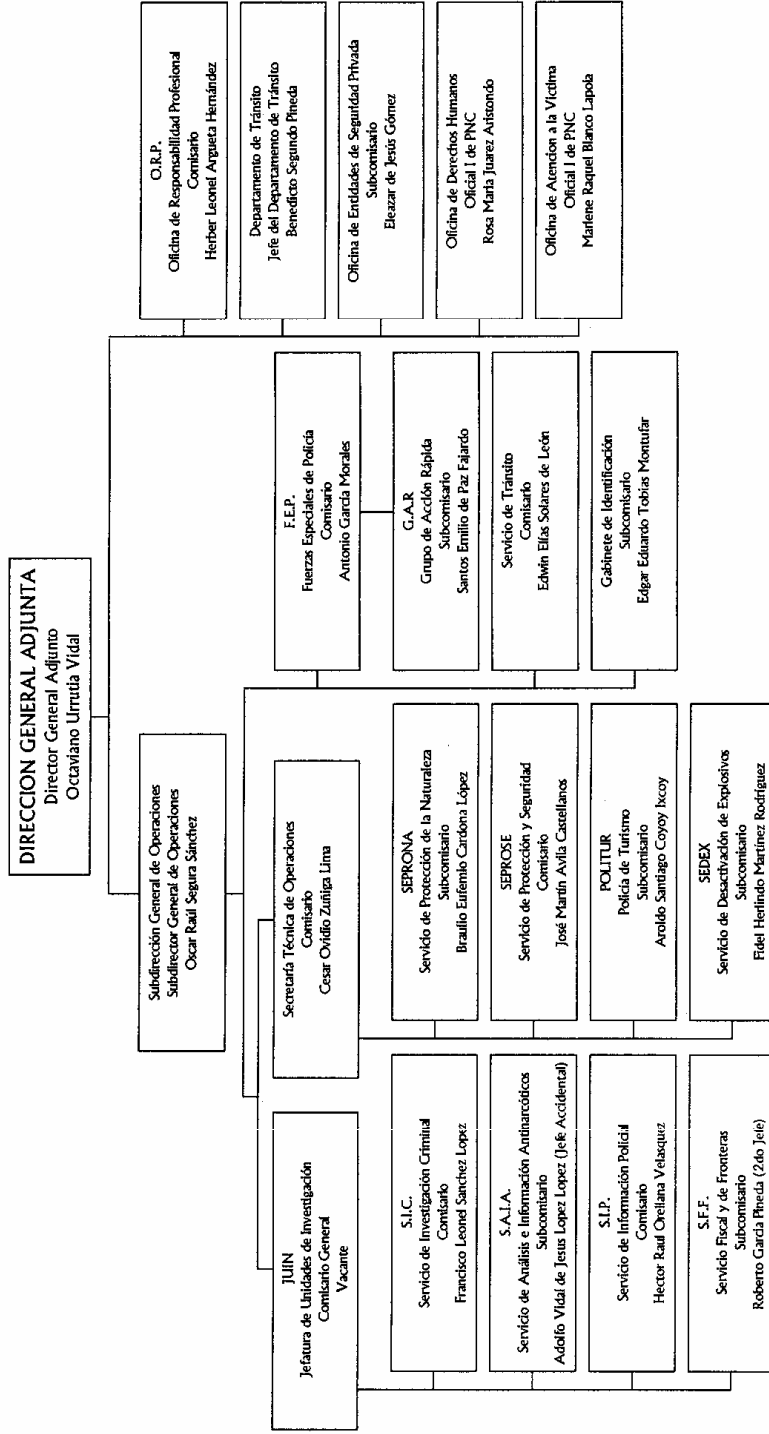 DIRECCION GENERAL ADJUNTA
Director General Adjunto
Octaviano Urrutia Vidal
Subdirección General de Operaciones
Subdirector General de Operaciones
Oscar Raúl Segura Sánchez
JUIN
Jefatura de Unidades de Investigación
Comisario General
Vacante
S.I.C.
Servicio de Investigación Criminal
Comisario
Francisco Leonel Sanchez Lopez
S.A.I.A.
Servicio de Análisis e Información Antinarcóticos
Subcomisario
Adolfo Vidal de Jesus Lopez Lopez (Jefe Accidental)
S.I.P.
Servicio de Información Policial
Comisario
Hector Raul Orellana Velasquez
S.F.F.
Servicio Fiscal y de Fronteras
Subcomisario
Roberto Garcia Pineda (2do Jefe)
Secretaría Técnica de Operaciones
Comisario
Cesar Ovidio Zuñiga Lima
SEPRONA
Servicio de Protección de la Naturaleza
Subcomisario
Braulio Eufemio Cardona López
SEPROSE
Servicio de Protección y Seguridad
Comisario
José Martín Avila Castellanos
POLITUR
Policía de Turismo
Subcomisario
Aroldo Santiago Coyoy Ixcoy
SEDEX
Servicio de Desactivación de Explosivos
Subcomisario
Fidel Herlindo Martínez Rodríguez
F.E.P.
Fuerzas Especiales de Policía
Comisario
Antonio García Morales
G.A.R
Grupo de Acción Rápida
Subcomisario
Santos Emilio de Paz Fajardo
Servicio de Tránsito
Comisario
Edwin Elías Solares de León
Gabinete de Identificación
Subcomisario
Edgar Eduardo Tobias Montufar
O.R.P.
Oficina de Responsabilidad Profesional
Comisario
Herber Leonel Argueta Hernández
Departamento de Tránsito
Jefe del Departamento de Tránsito
Benedicto Segundo Pineda
Oficina de Entidades de Seguridad Privada
Subcomisario
Eleazar de Jesús Gómez
Oficina de Derechos Humanos
Oficial I de PNC
Rosa Maria Juarez Aristondo
Oficina de Atencion a la Víctima
Oficial I de PNC
Marlene Raquel Blanco Lapola